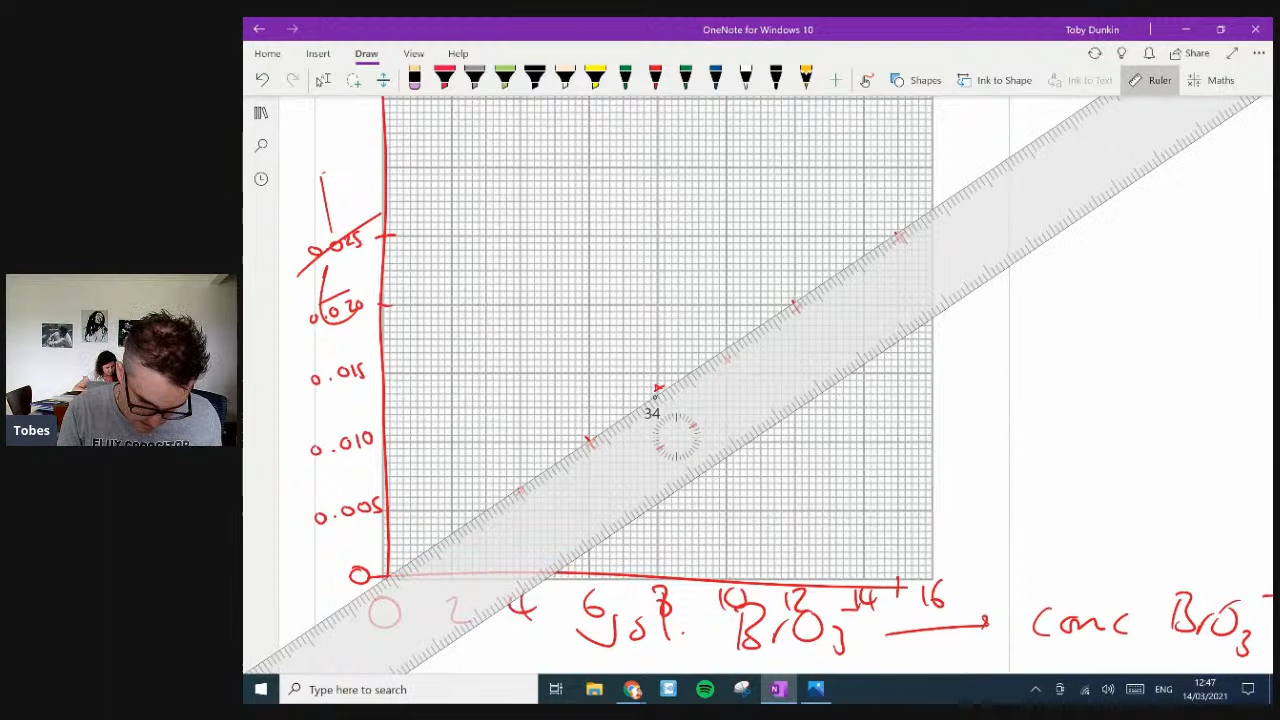 OneNote for Windows 10
Toby Dunkin
Home Insert Draw View Help
Share
Shapes Ink to Shape Ink to Text Ruler Maths
0.025
0.020
0.015
34
0.010
0.005
0
0 2 4 6 8 10 12 14 16
vol. BrO3 conc BrO3-
Tobes
Type here to search
ENG
12:47
14/03/2021